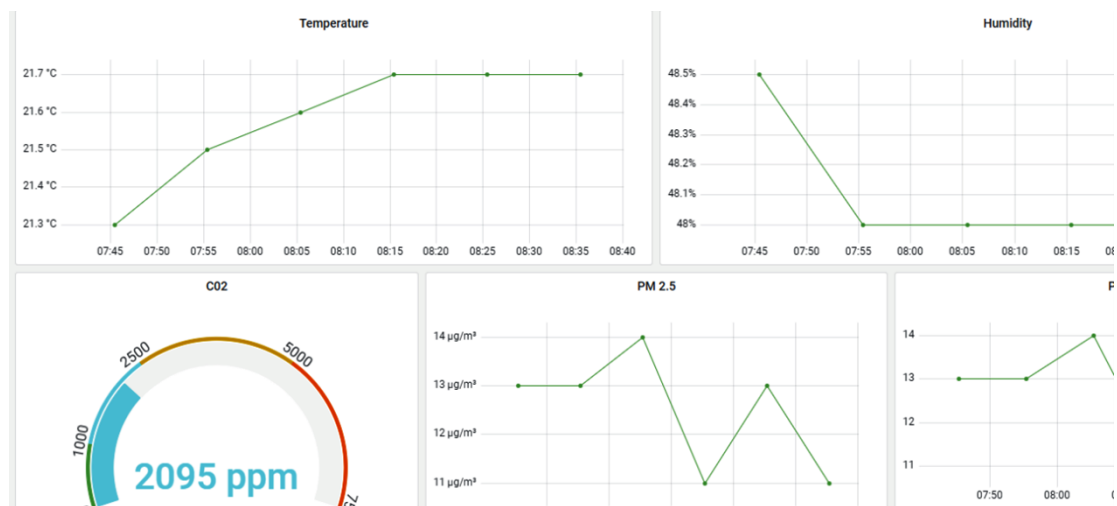 Temperature
21.7 °C
21.6 °C
21.5 °C
21.4 °C
21.3 °C
07:45 07:50 07:55 08:00 08:05 08:10 08:15 08:20 08:25 08:30 08:35 08:40
Humidity
48.5%
48.4%
48.3%
48.2%
48.1%
48%
07:45 07:50 07:55 08:00 08:05 08:10 08:15
C02
1000
2500
5000
2095 ppm
PM 2.5
14 µg/m³
13 µg/m³
12 µg/m³
11 µg/m³
P
14
13
12
11
07:50 08:00